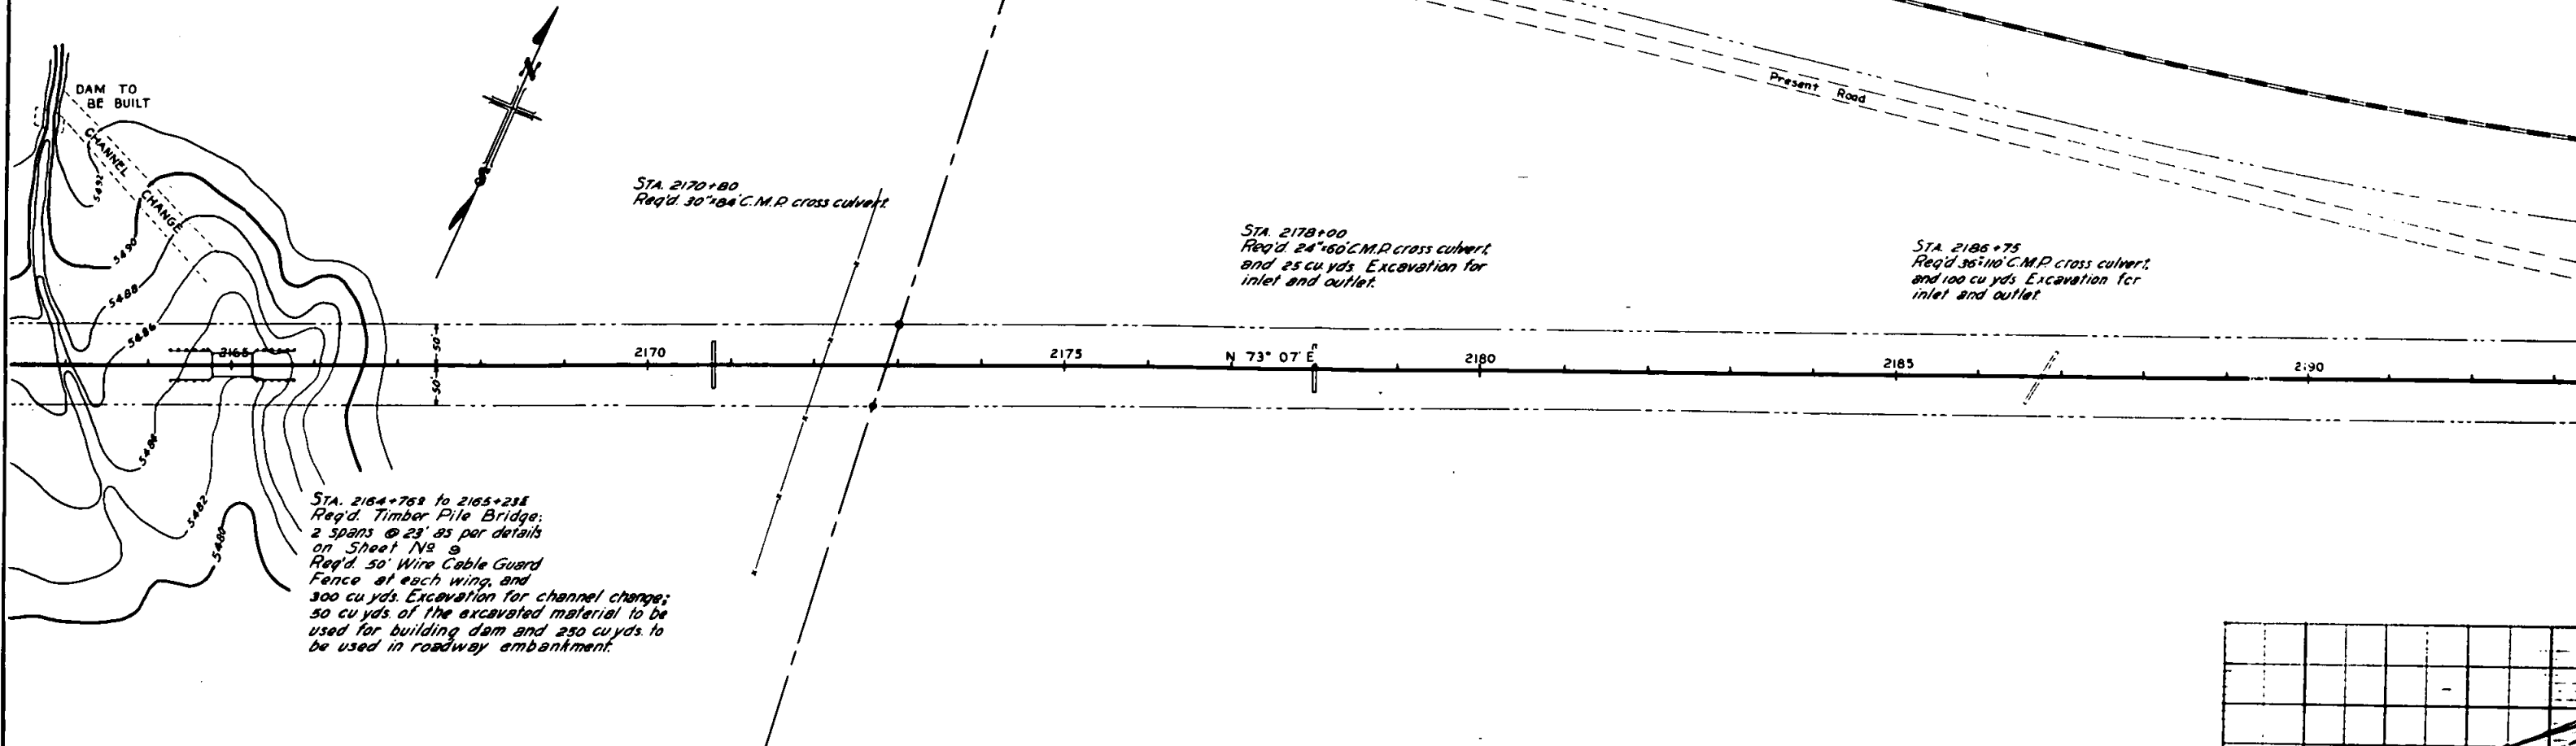 DAM TO
BE BUILT
CHANNEL CHANGE
5492
5490
5488
5486
5484
5482
5480
N
S
STA. 2170+80
Req'd. 30"x84' C.M.P. cross culvert
STA. 2178+00
Req'd. 24"x60' C.M.P. cross culvert,
and 25 cu. yds. Excavation for
inlet and outlet.
STA. 2186+75
Req'd 36"x110' C.M.P. cross culvert,
and 100 cu yds. Excavation for
inlet and outlet
Present Road
2165
50'
50'
2170
2175
N 73° 07' E
2180
2185
2190
STA. 2164+76⁹ to 2165+23⁵
Req'd. Timber Pile Bridge;
2 spans @ 23' as per details
on Sheet Nº 9
Req'd. 50' Wire Cable Guard
Fence at each wing, and
300 cu yds. Excavation for channel change;
50 cu yds. of the excavated material to be
used for building dam and 250 cu yds. to
be used in roadway embankment.